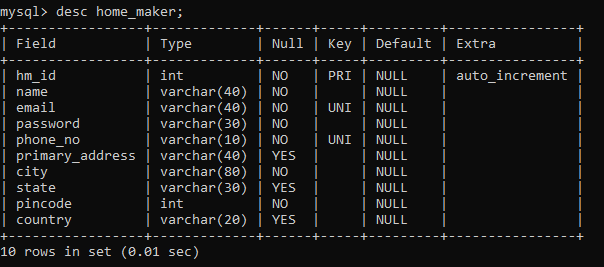 mysql> desc home_maker;
+-----------------+-------------+------+-----+---------+----------------+
| Field           | Type        | Null | Key | Default | Extra          |
+-----------------+-------------+------+-----+---------+----------------+
| hm_id           | int         | NO   | PRI | NULL    | auto_increment |
| name            | varchar(40) | NO   |     | NULL    |                |
| email           | varchar(40) | NO   | UNI | NULL    |                |
| password        | varchar(30) | NO   |     | NULL    |                |
| phone_no        | varchar(10) | NO   | UNI | NULL    |                |
| primary_address | varchar(40) | YES  |     | NULL    |                |
| city            | varchar(80) | NO   |     | NULL    |                |
| state           | varchar(30) | YES  |     | NULL    |                |
| pincode         | int         | NO   |     | NULL    |                |
| country         | varchar(20) | YES  |     | NULL    |                |
+-----------------+-------------+------+-----+---------+----------------+
10 rows in set (0.01 sec)